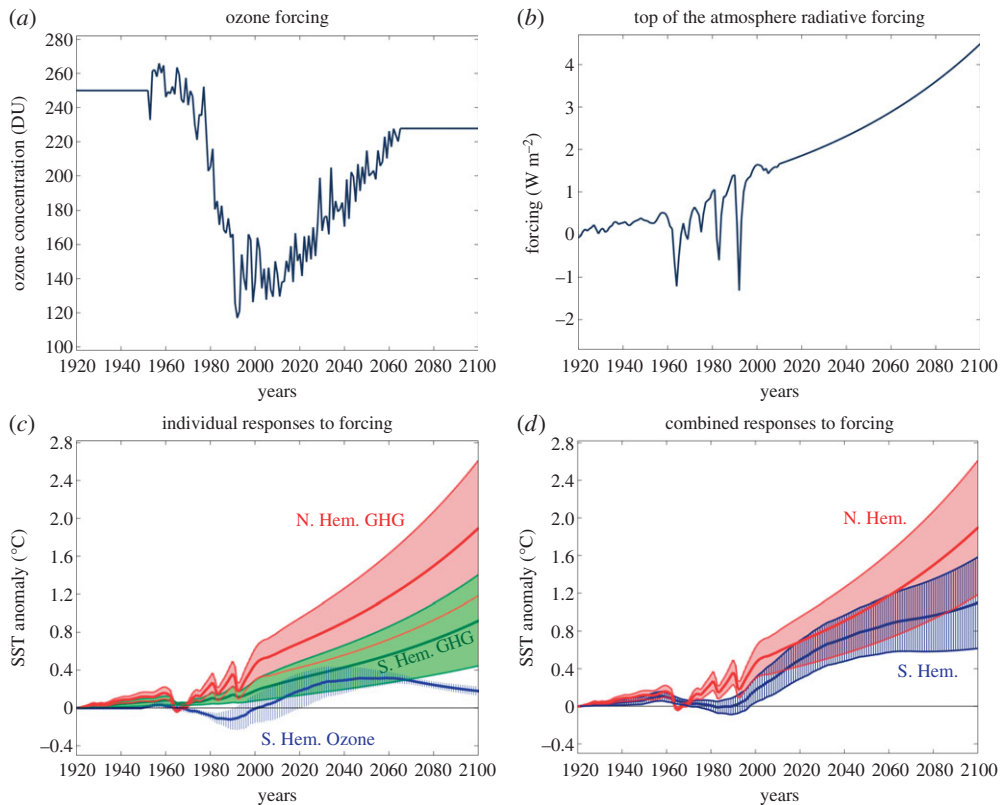 (a) ozone forcing
280
260
240
220
200
180
160
140
120
100
ozone concentration (DU)
1920 1940 1960 1980 2000 2020 2040 2060 2080 2100
years
(b) top of the atmosphere radiative forcing
4
3
2
1
0
−1
−2
forcing (W m−2)
1920 1940 1960 1980 2000 2020 2040 2060 2080 2100
years
(c) individual responses to forcing
2.8
2.4
2.0
1.6
1.2
0.8
0.4
0
−0.4
SST anomaly (°C)
N. Hem. GHG
S. Hem. GHG
S. Hem. Ozone
1920 1940 1960 1980 2000 2020 2040 2060 2080 2100
years
(d) combined responses to forcing
2.8
2.4
2.0
1.6
1.2
0.8
0.4
0
−0.4
SST anomaly (°C)
N. Hem.
S. Hem.
1920 1940 1960 1980 2000 2020 2040 2060 2080 2100
years